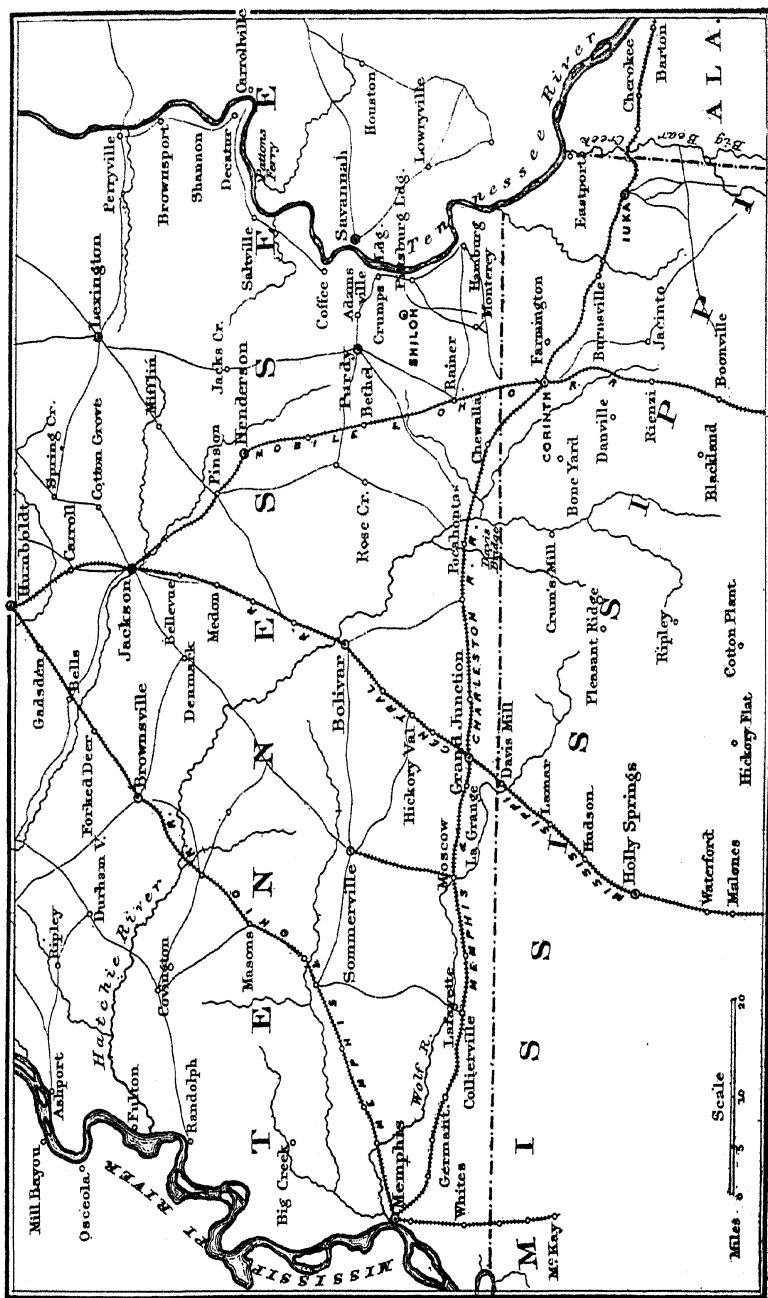 Mill Bayou
Osceola
Ashport
Fulton
Randolph
MISSISSIPPI RIVER
Ripley
Durham V.
Hatchie River
Covington
Masons
Big Creek
Memphis
Whites
McKay
Germant.
Wolf R.
Collierville
Lafayette
Moscow
La Grange
Sommerville
MEMPHIS
R. R.
Humboldt
Gadsden
Bells
Forked Deer
Brownsville
Carroll
Jackson
Bellevue
Medon
Denmark
Bolivar
Hickory Val
Grand Junction
MEMPHIS & CHARLESTON R. R.
MISSISSIPPI CENTRAL R. R.
Davis Mill
Lamar
Hudson
Holly Springs
Waterford
Malones
Spring Cr.
Cotton Grove
Mifflin
Pinson
Henderson
Jacks Cr.
Lexington
MOBILE & OHIO R. R.
Rose Cr.
Bethel
Purdy
Adamsville
Crumps Ldg.
Pittsburg Ldg.
SHILOH
Rainer
Hamburg
Monterey
Chewalla
Pocahontas
Davis Bridge
Crum's Mill
Pleasant Ridge
Ripley
Cotton Plant
Hickory Flat
Bone Yard
Danville
Blackland
CORINTH
Farmington
Burnsville
Jacinto
Rienzi
Boonville
Perryville
Brownsport
Shannon
Decatur
Carrollville
Pattons Ferry
Saltville
Coffee
Savannah
Houston
Lowryville
Tennessee River
Eastport
IUKA
Cherokee
Barton
Big Bear Creek
TENNESSEE
MISSISSIPPI
ALA.
Scale
Miles 0 5 10 20